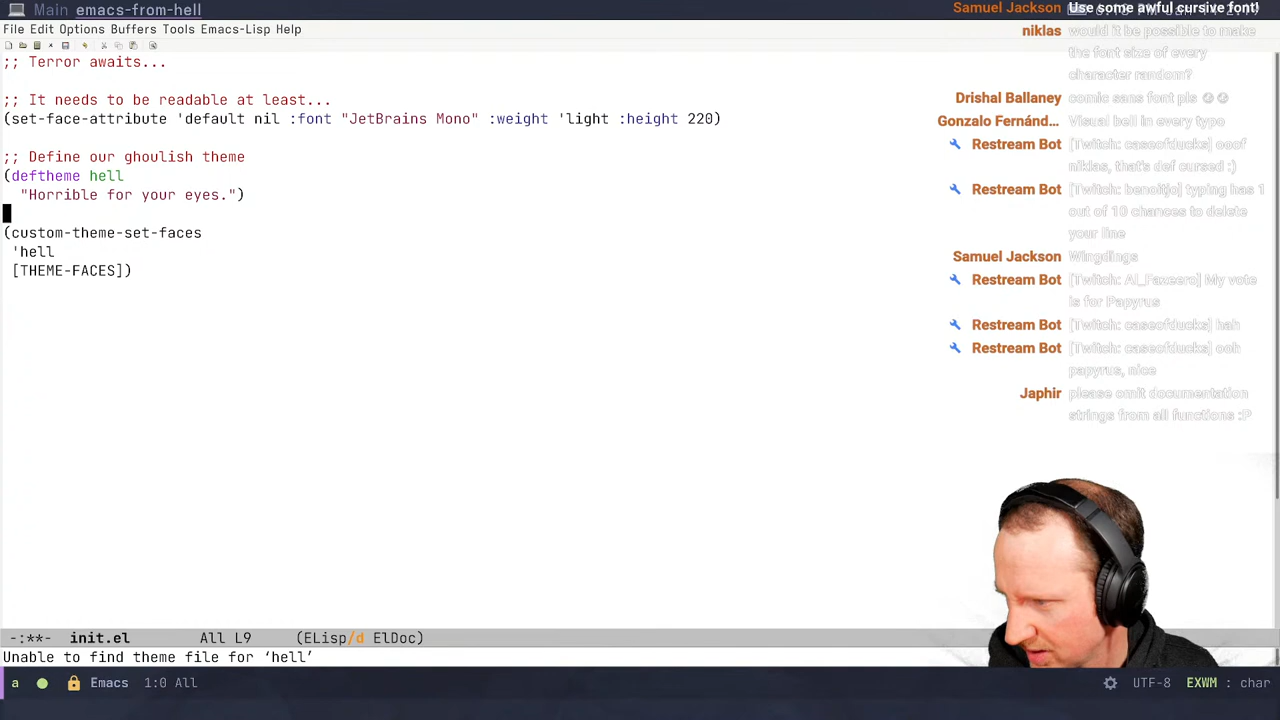 Main emacs-from-hell
Samuel Jackson Use some awful cursive font!
File Edit Options Buffers Tools Emacs-Lisp Help
niklas would it be possible to
make the font size of every
character random?
;; Terror awaits...
Drishal Ballaney comic sans font pls
;; It needs to be readable at least...
(set-face-attribute 'default nil :font "JetBrains Mono" :weight 'light :height 220)
Gonzalo Fernánd... Visual bell in every typo
Restream Bot [Twitch: caseofducks] ooof
niklas, that's def cursed :)
;; Define our ghoulish theme
(deftheme hell
"Horrible for your eyes.")
Restream Bot [Twitch: benoitjo] typing has 1
out of 10 chances to delete
your line
(custom-theme-set-faces
'hell
[THEME-FACES])
Samuel Jackson Wingdings
Restream Bot [Twitch: Al_Fazeero] My vote
is for Papyrus
Restream Bot [Twitch: caseofducks] hah
Restream Bot [Twitch: caseofducks] ooh
papyrus, nice
Japhir please omit documentation
strings from all functions :P
-:**- init.el All L9 (ELisp/d ElDoc)
Unable to find theme file for ‘hell’
a Emacs 1:0 All UTF-8 EXWM : char